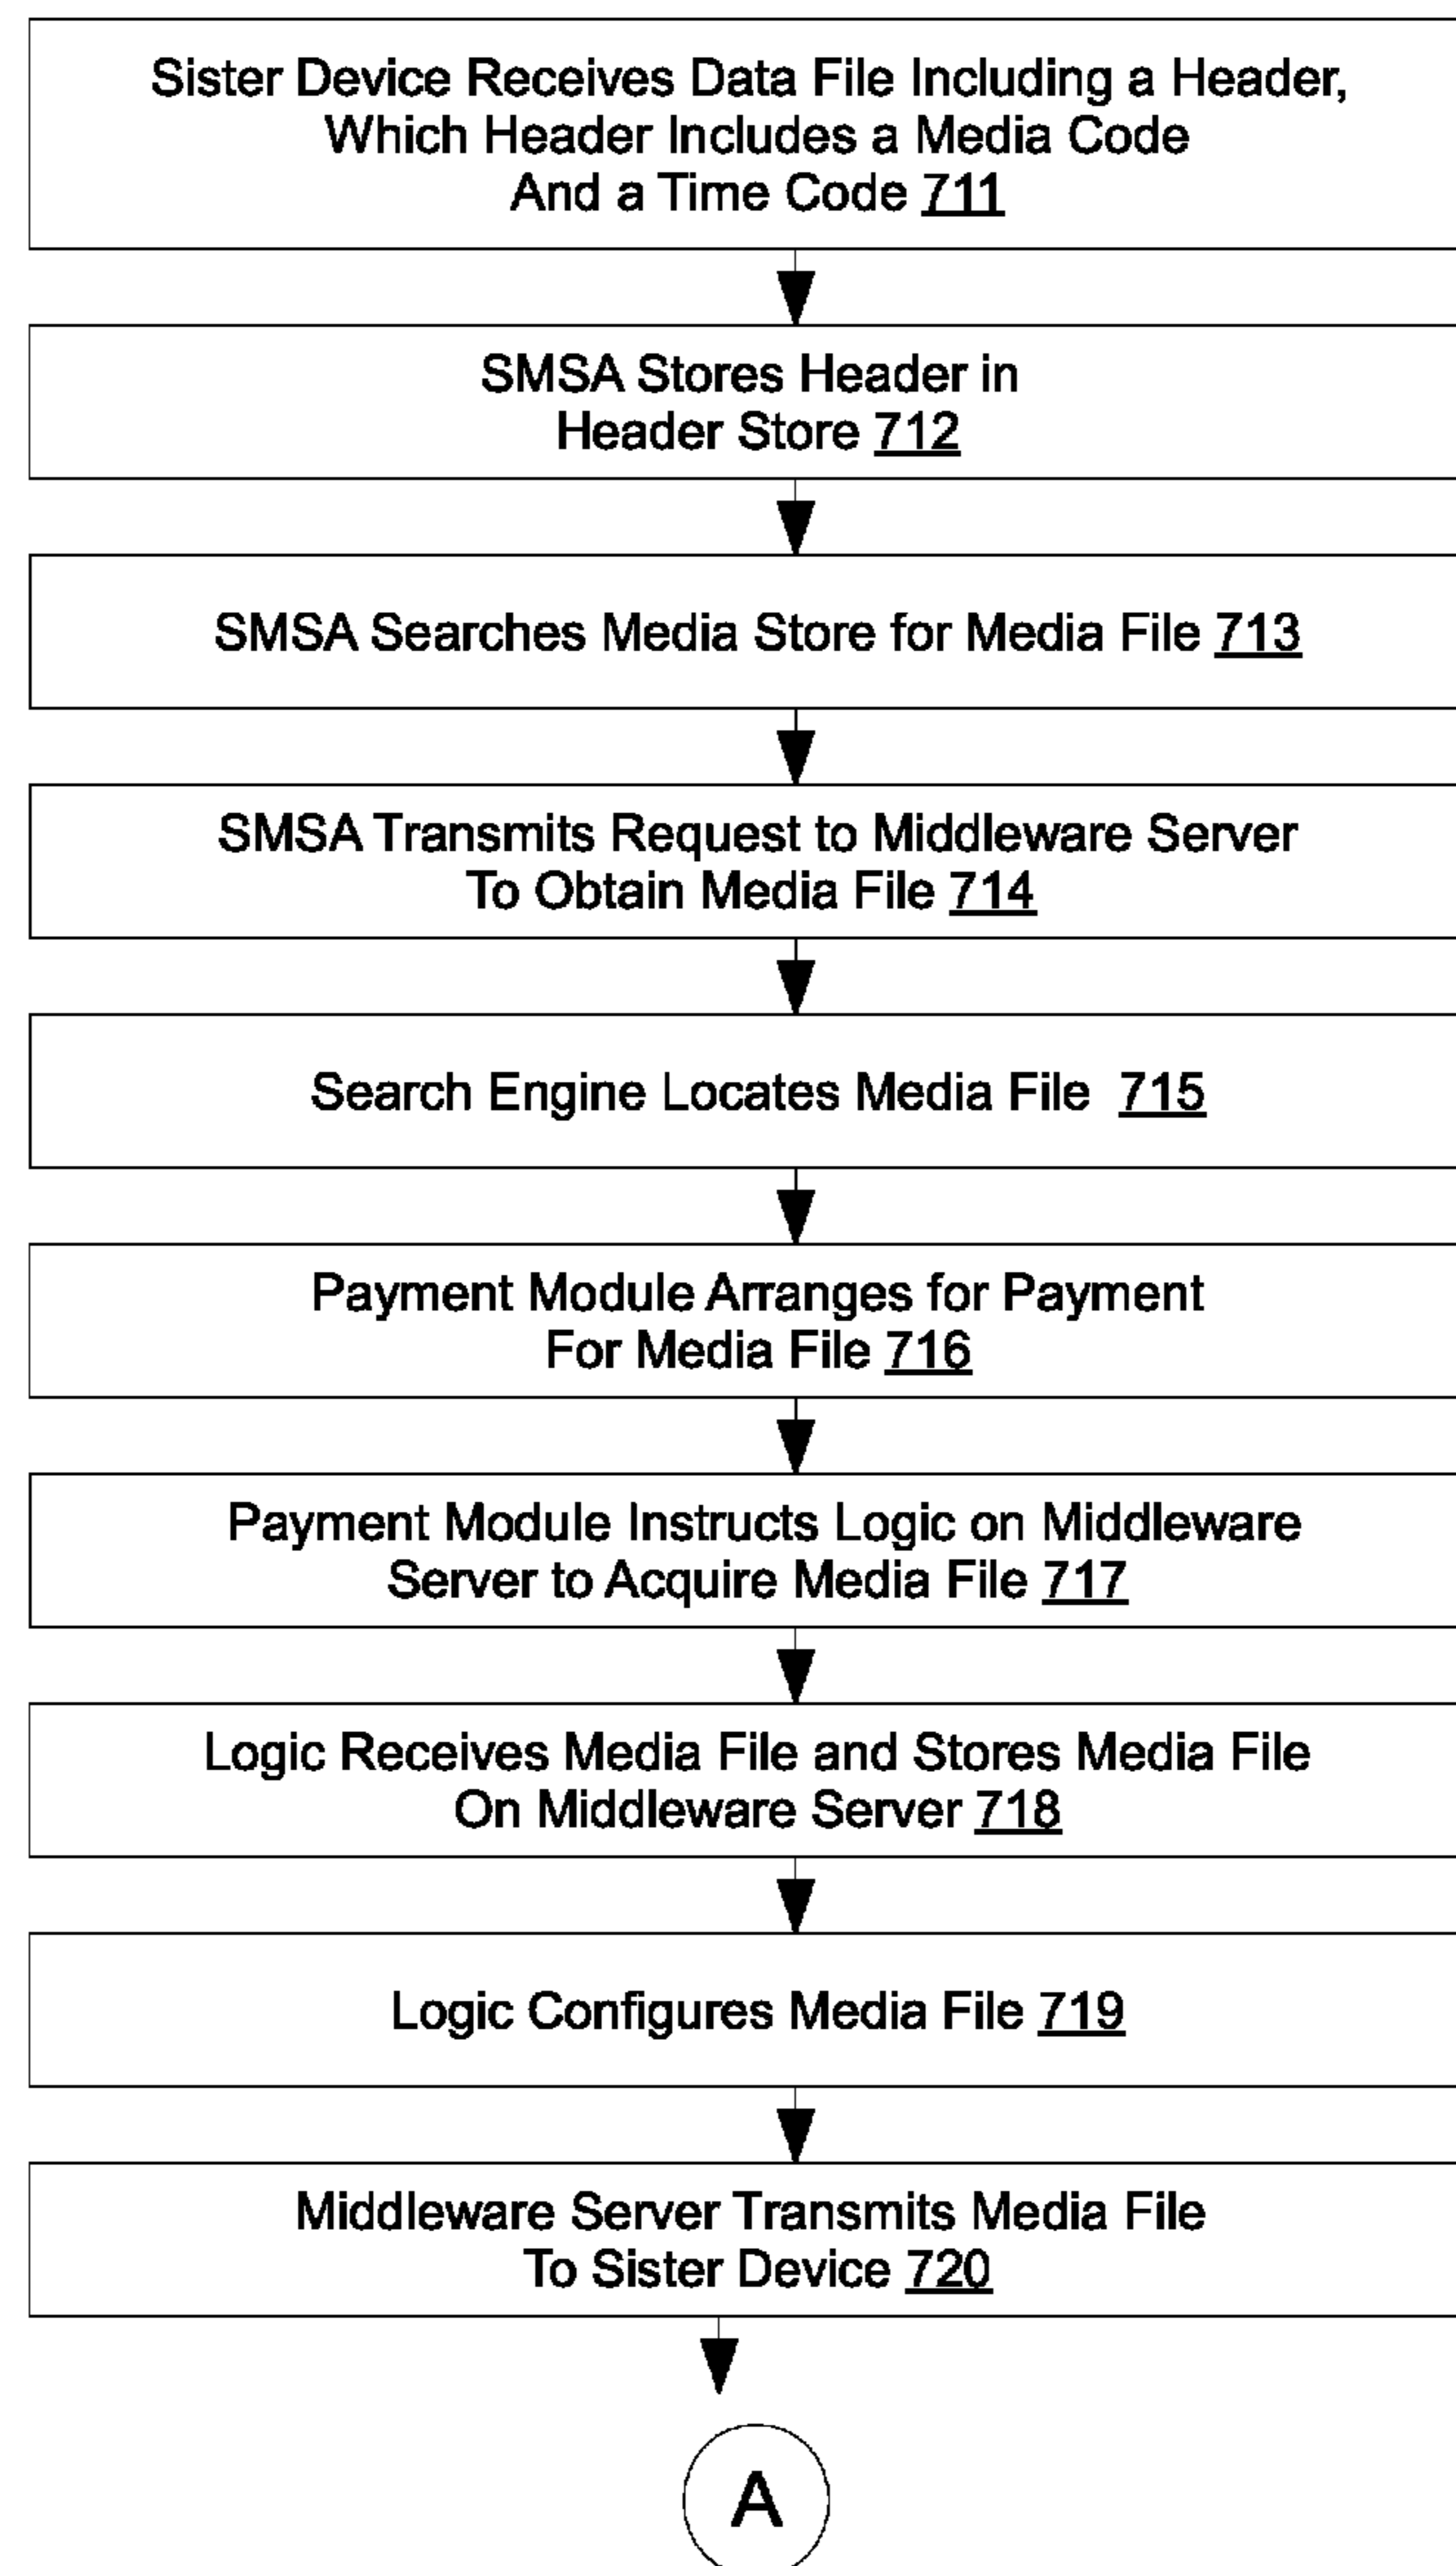 Sister Device Receives Data File Including a Header,
Which Header Includes a Media Code
And a Time Code 711
SMSA Stores Header in
Header Store 712
SMSA Searches Media Store for Media File 713
SMSA Transmits Request to Middleware Server
To Obtain Media File 714
Search Engine Locates Media File 715
Payment Module Arranges for Payment
For Media File 716
Payment Module Instructs Logic on Middleware
Server to Acquire Media File 717
Logic Receives Media File and Stores Media File
On Middleware Server 718
Logic Configures Media File 719
Middleware Server Transmits Media File
To Sister Device 720
A